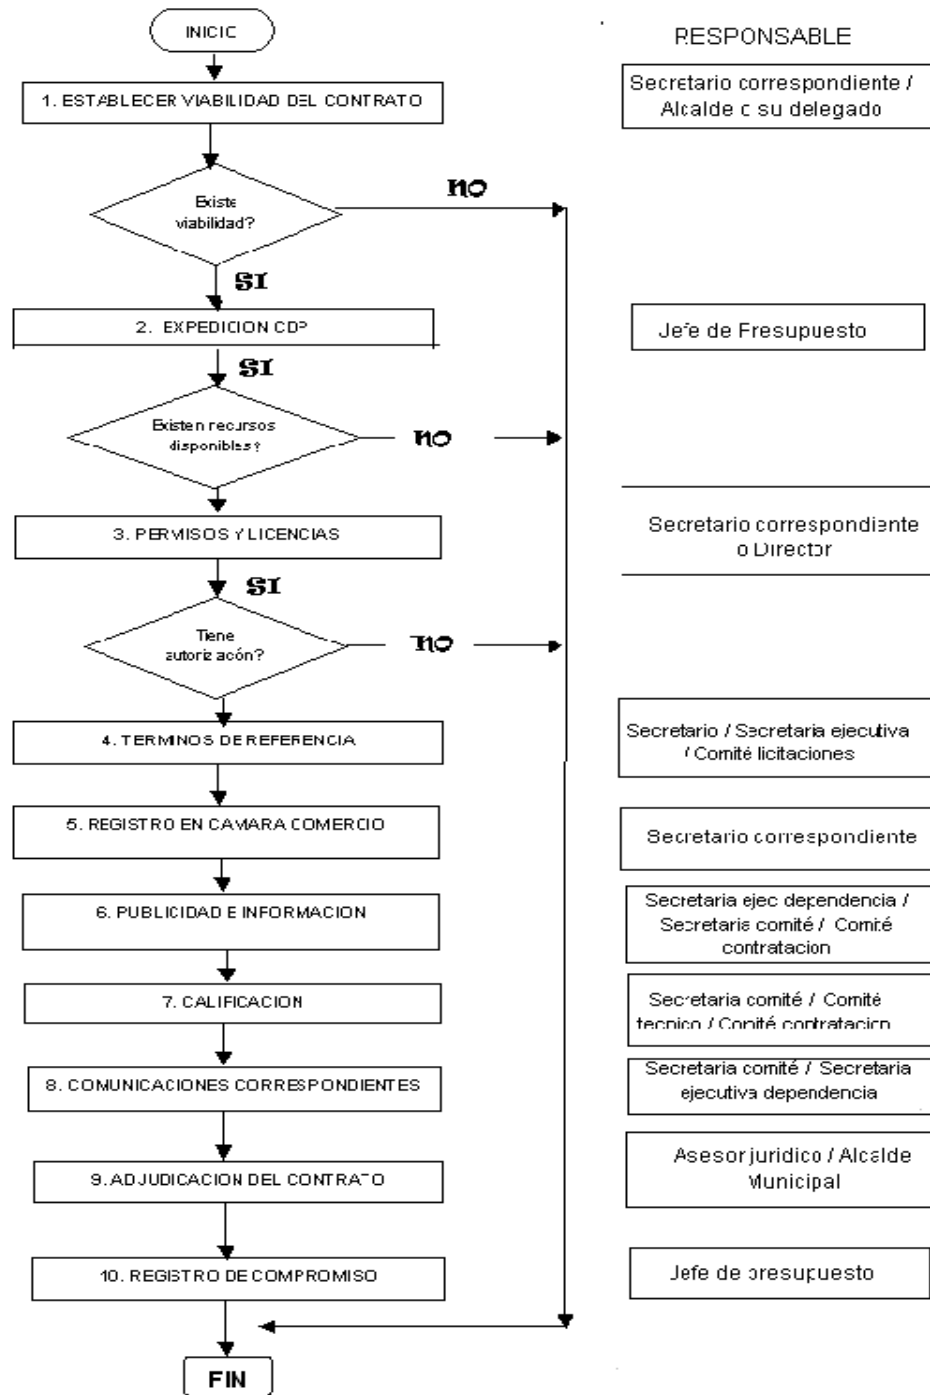 INICIO
RESPONSABLE
1. ESTABLECER VIABILIDAD DEL CONTRATO
Secretario correspondiente /
Alcalde o su delegado
Existe
viabilidad?
NO
SI
2. EXPEDICION CDP
Jefe de Presupuesto
SI
Existen recursos
disponibles?
NO
3. PERMISOS Y LICENCIAS
Secretario correspondiente
o Director
SI
Tiene
autorización?
NO
4. TERMINOS DE REFERENCIA
Secretario / Secretaria ejecutiva
/ Comité licitaciones
5. REGISTRO EN CAMARA COMERCIO
Secretario correspondiente
6. PUBLICIDAD E INFORMACION
Secretaria ejec dependencia /
Secretaria comité / Comité
contratacion
7. CALIFICACION
Secretaria comité / Comité
tecnico / Comité contratacion
8. COMUNICACIONES CORRESPONDIENTES
Secretaria comité / Secretaria
ejecutiva dependencia
9. ADJUDICACION DEL CONTRATO
Asesor juridico / Alcalde
Municipal
10. REGISTRO DE COMPROMISO
Jefe de presupuesto
FIN